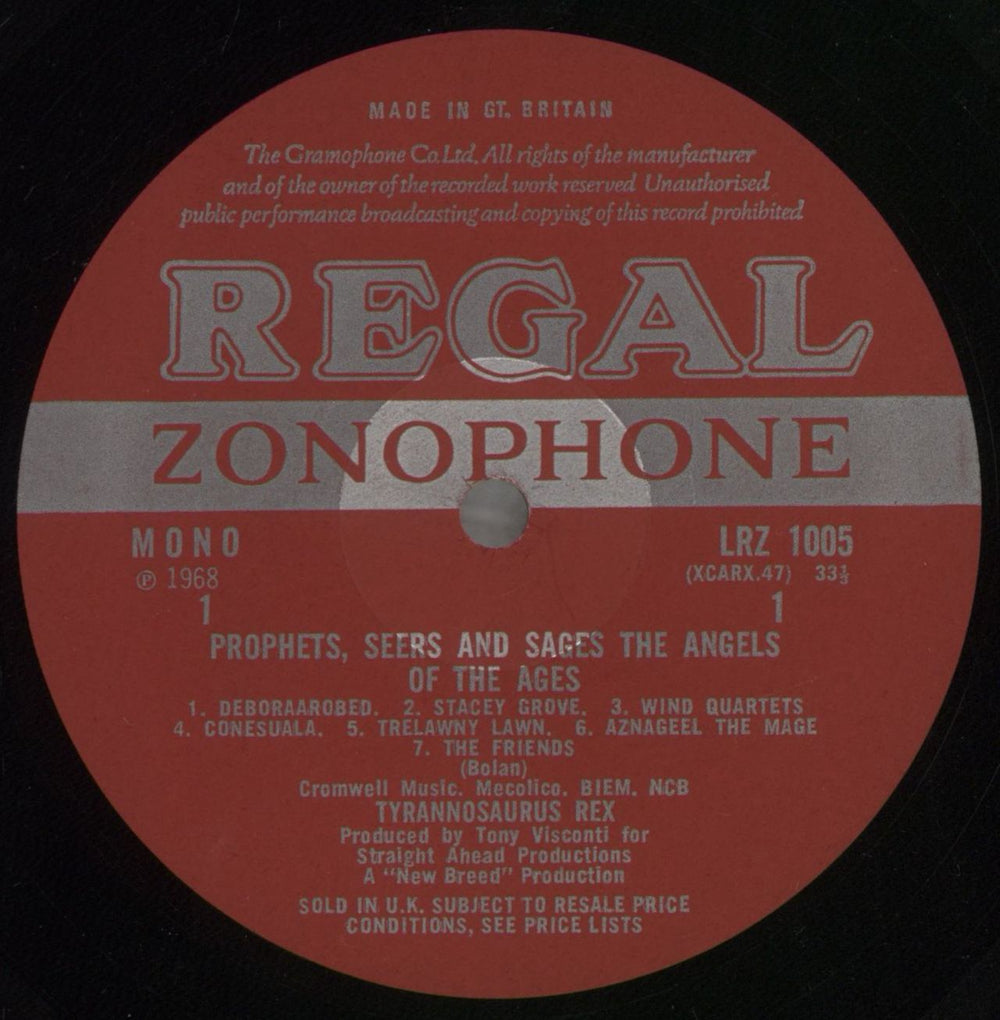 MADE IN GT. BRITAIN
The Gramophone Co.Ltd. All rights of the manufacturer
and of the owner of the recorded work reserved Unauthorised
public performance broadcasting and copying of this record prohibited
REGAL
ZONOPHONE
MONO LRZ 1005
℗ 1968 (XCARX.47) 33⅓
1 1
PROPHETS, SEERS AND SAGES THE ANGELS
OF THE AGES
1. DEBORAAROBED. 2. STACEY GROVE. 3. WIND QUARTETS
4. CONESUALA. 5. TRELAWNY LAWN. 6. AZNAGEEL THE MAGE
7. THE FRIENDS
(Bolan)
Cromwell Music. Mecolico. BIEM. NCB
TYRANNOSAURUS REX
Produced by Tony Visconti for
Straight Ahead Productions
A "New Breed" Production
SOLD IN U.K. SUBJECT TO RESALE PRICE
CONDITIONS, SEE PRICE LISTS